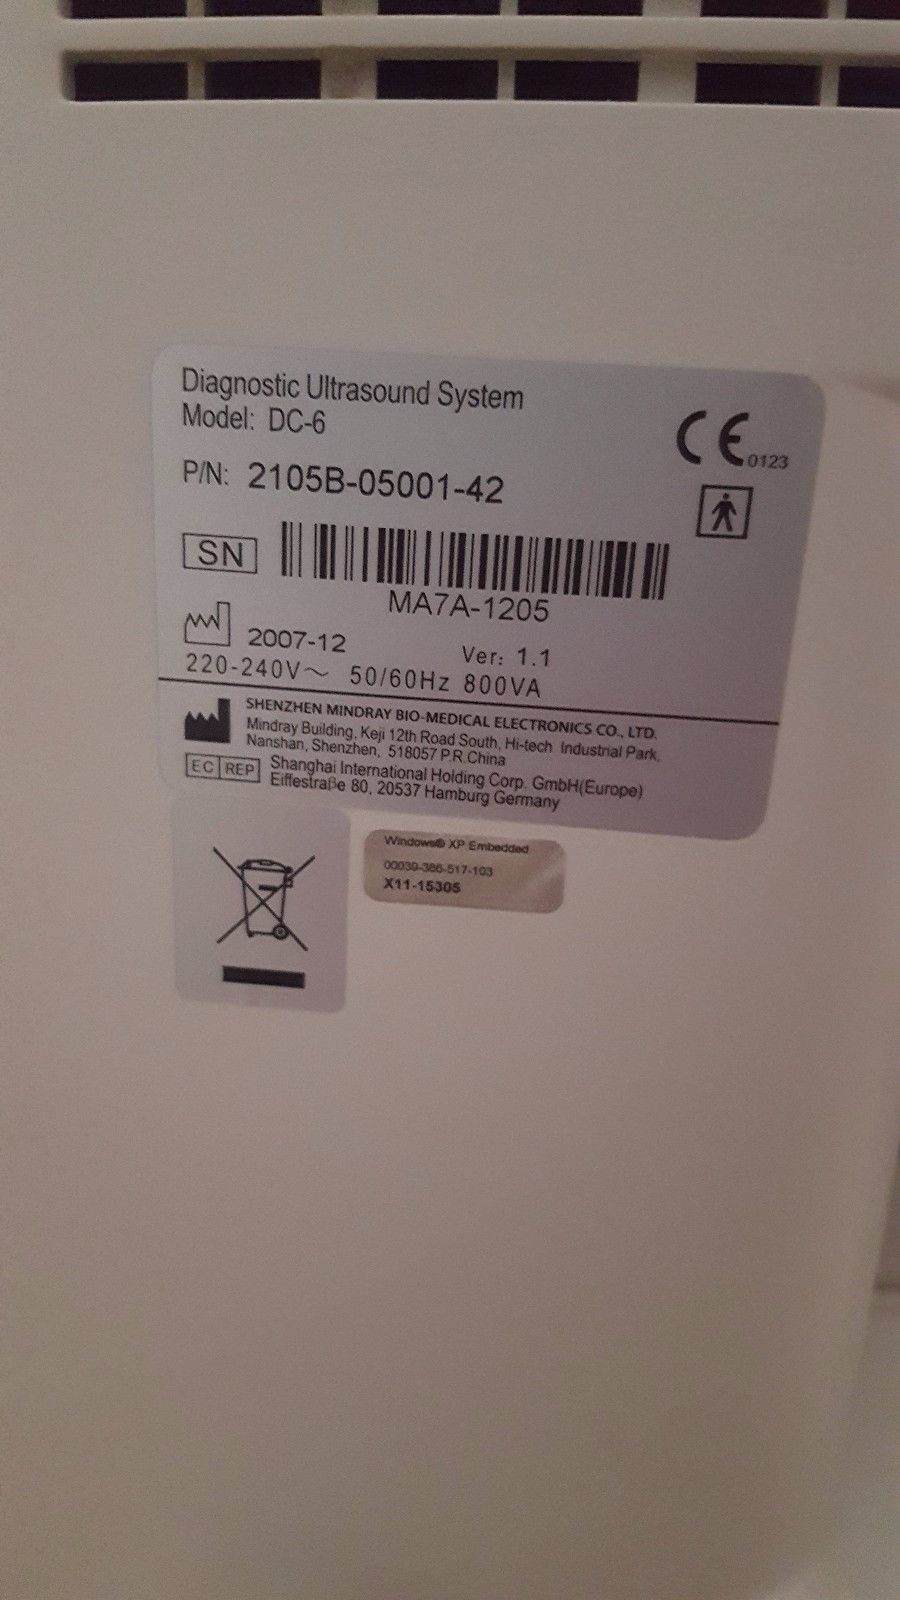 Diagnostic Ultrasound System
Model: DC-6
CE 0123
P/N: 2105B-05001-42
SN
MA7A-1205
2007-12 Ver: 1.1
220-240V~ 50/60Hz 800VA
SHENZHEN MINDRAY BIO-MEDICAL ELECTRONICS CO., LTD.
Mindray Building, Keji 12th Road South, Hi-tech Industrial Park,
Nanshan, Shenzhen, 518057 P.R.China
EC REP Shanghai International Holding Corp. GmbH(Europe)
Eiffestraße 80, 20537 Hamburg Germany
Windows® XP Embedded
00039-386-517-103
X11-15305